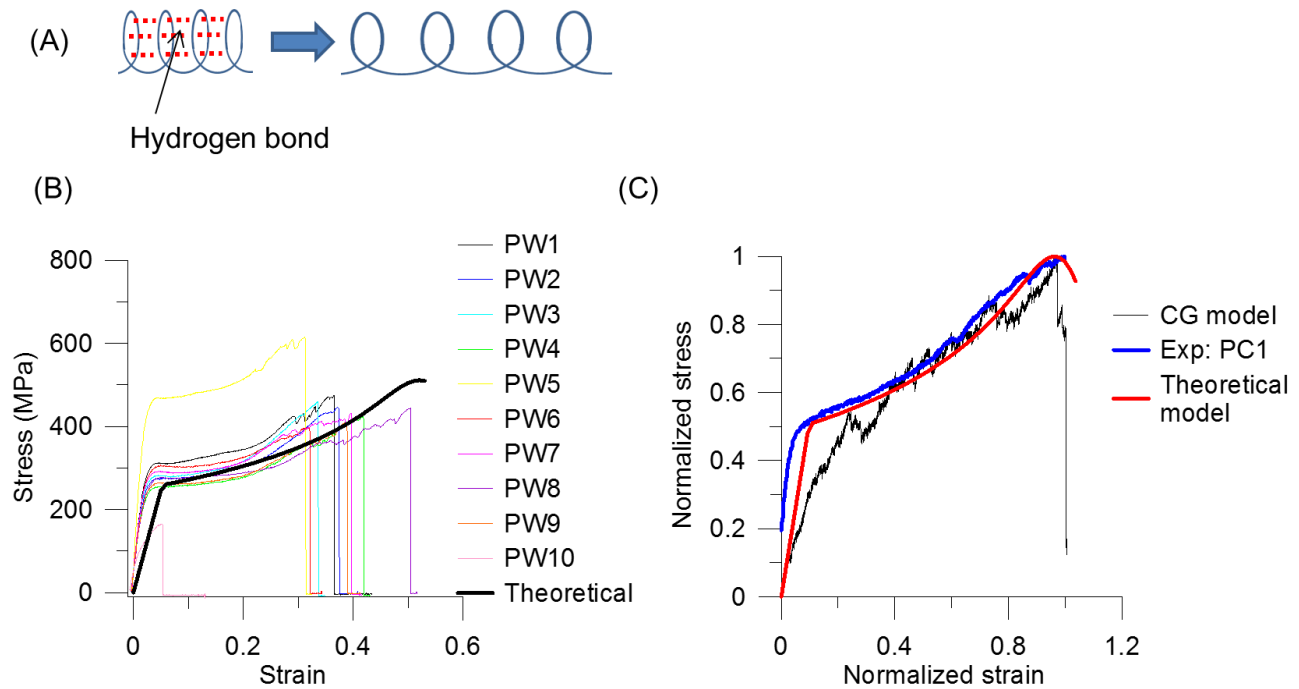 (A)
Hydrogen bond
(B)
800
600
400
200
0
Stress (MPa)
0
0.2
0.4
0.6
Strain
PW1
PW2
PW3
PW4
PW5
PW6
PW7
PW8
PW9
PW10
Theoretical
(C)
1
0.8
0.6
0.4
0.2
0
Normalized stress
0
0.4
0.8
1.2
Normalized strain
CG model
Exp: PC1
Theoretical
model